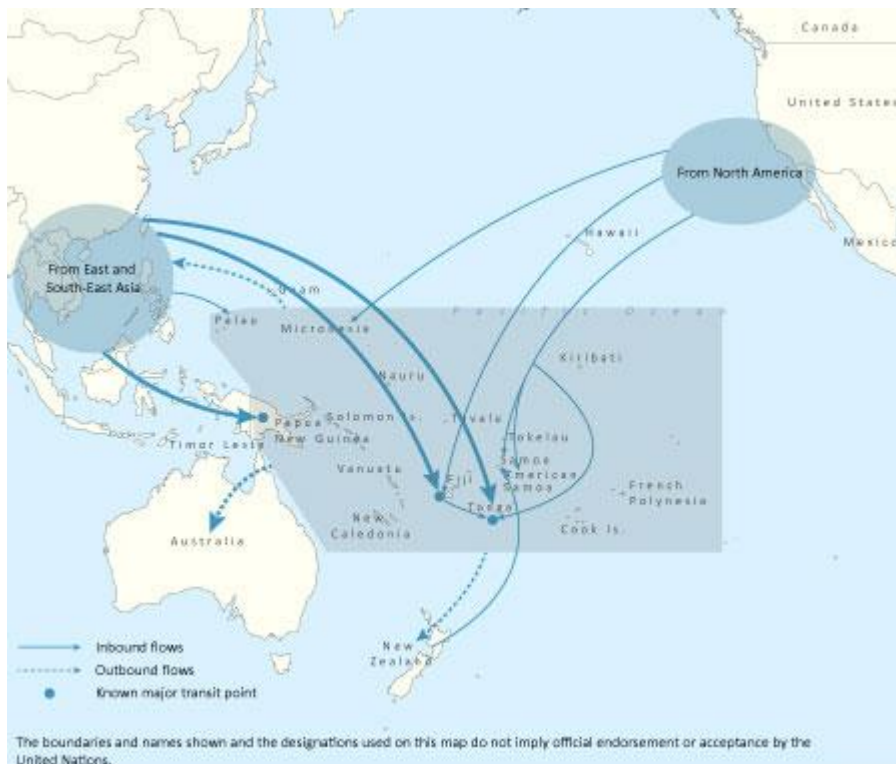 Canada
United States
From North America
Hawaii
Mexico
From East and
South-East Asia
Guam
Palau
Micronesia
Pacific Ocean
Kiribati
Nauru
Solomon Is.
Tuvalu
Papua
New Guinea
Timor Leste
Tokelau
Samoa
American
Samoa
Vanuatu
Fiji
French
Polynesia
Tonga
New
Caledonia
Cook Is.
Australia
New
Zealand
Inbound flows
Outbound flows
Known major transit point
The boundaries and names shown and the designations used on this map do not imply official endorsement or acceptance by the
United Nations.